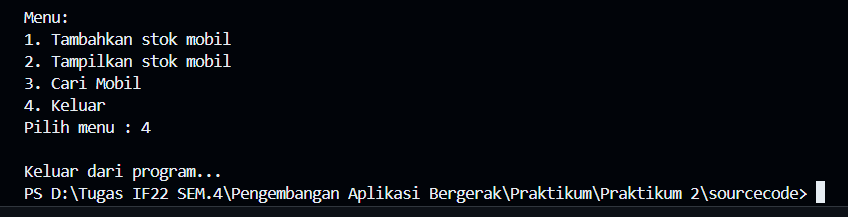 Menu:
1. Tambahkan stok mobil
2. Tampilkan stok mobil
3. Cari Mobil
4. Keluar
Pilih menu : 4
Keluar dari program...
PS D:\Tugas IF22 SEM.4\Pengembangan Aplikasi Bergerak\Praktikum\Praktikum 2\sourcecode>